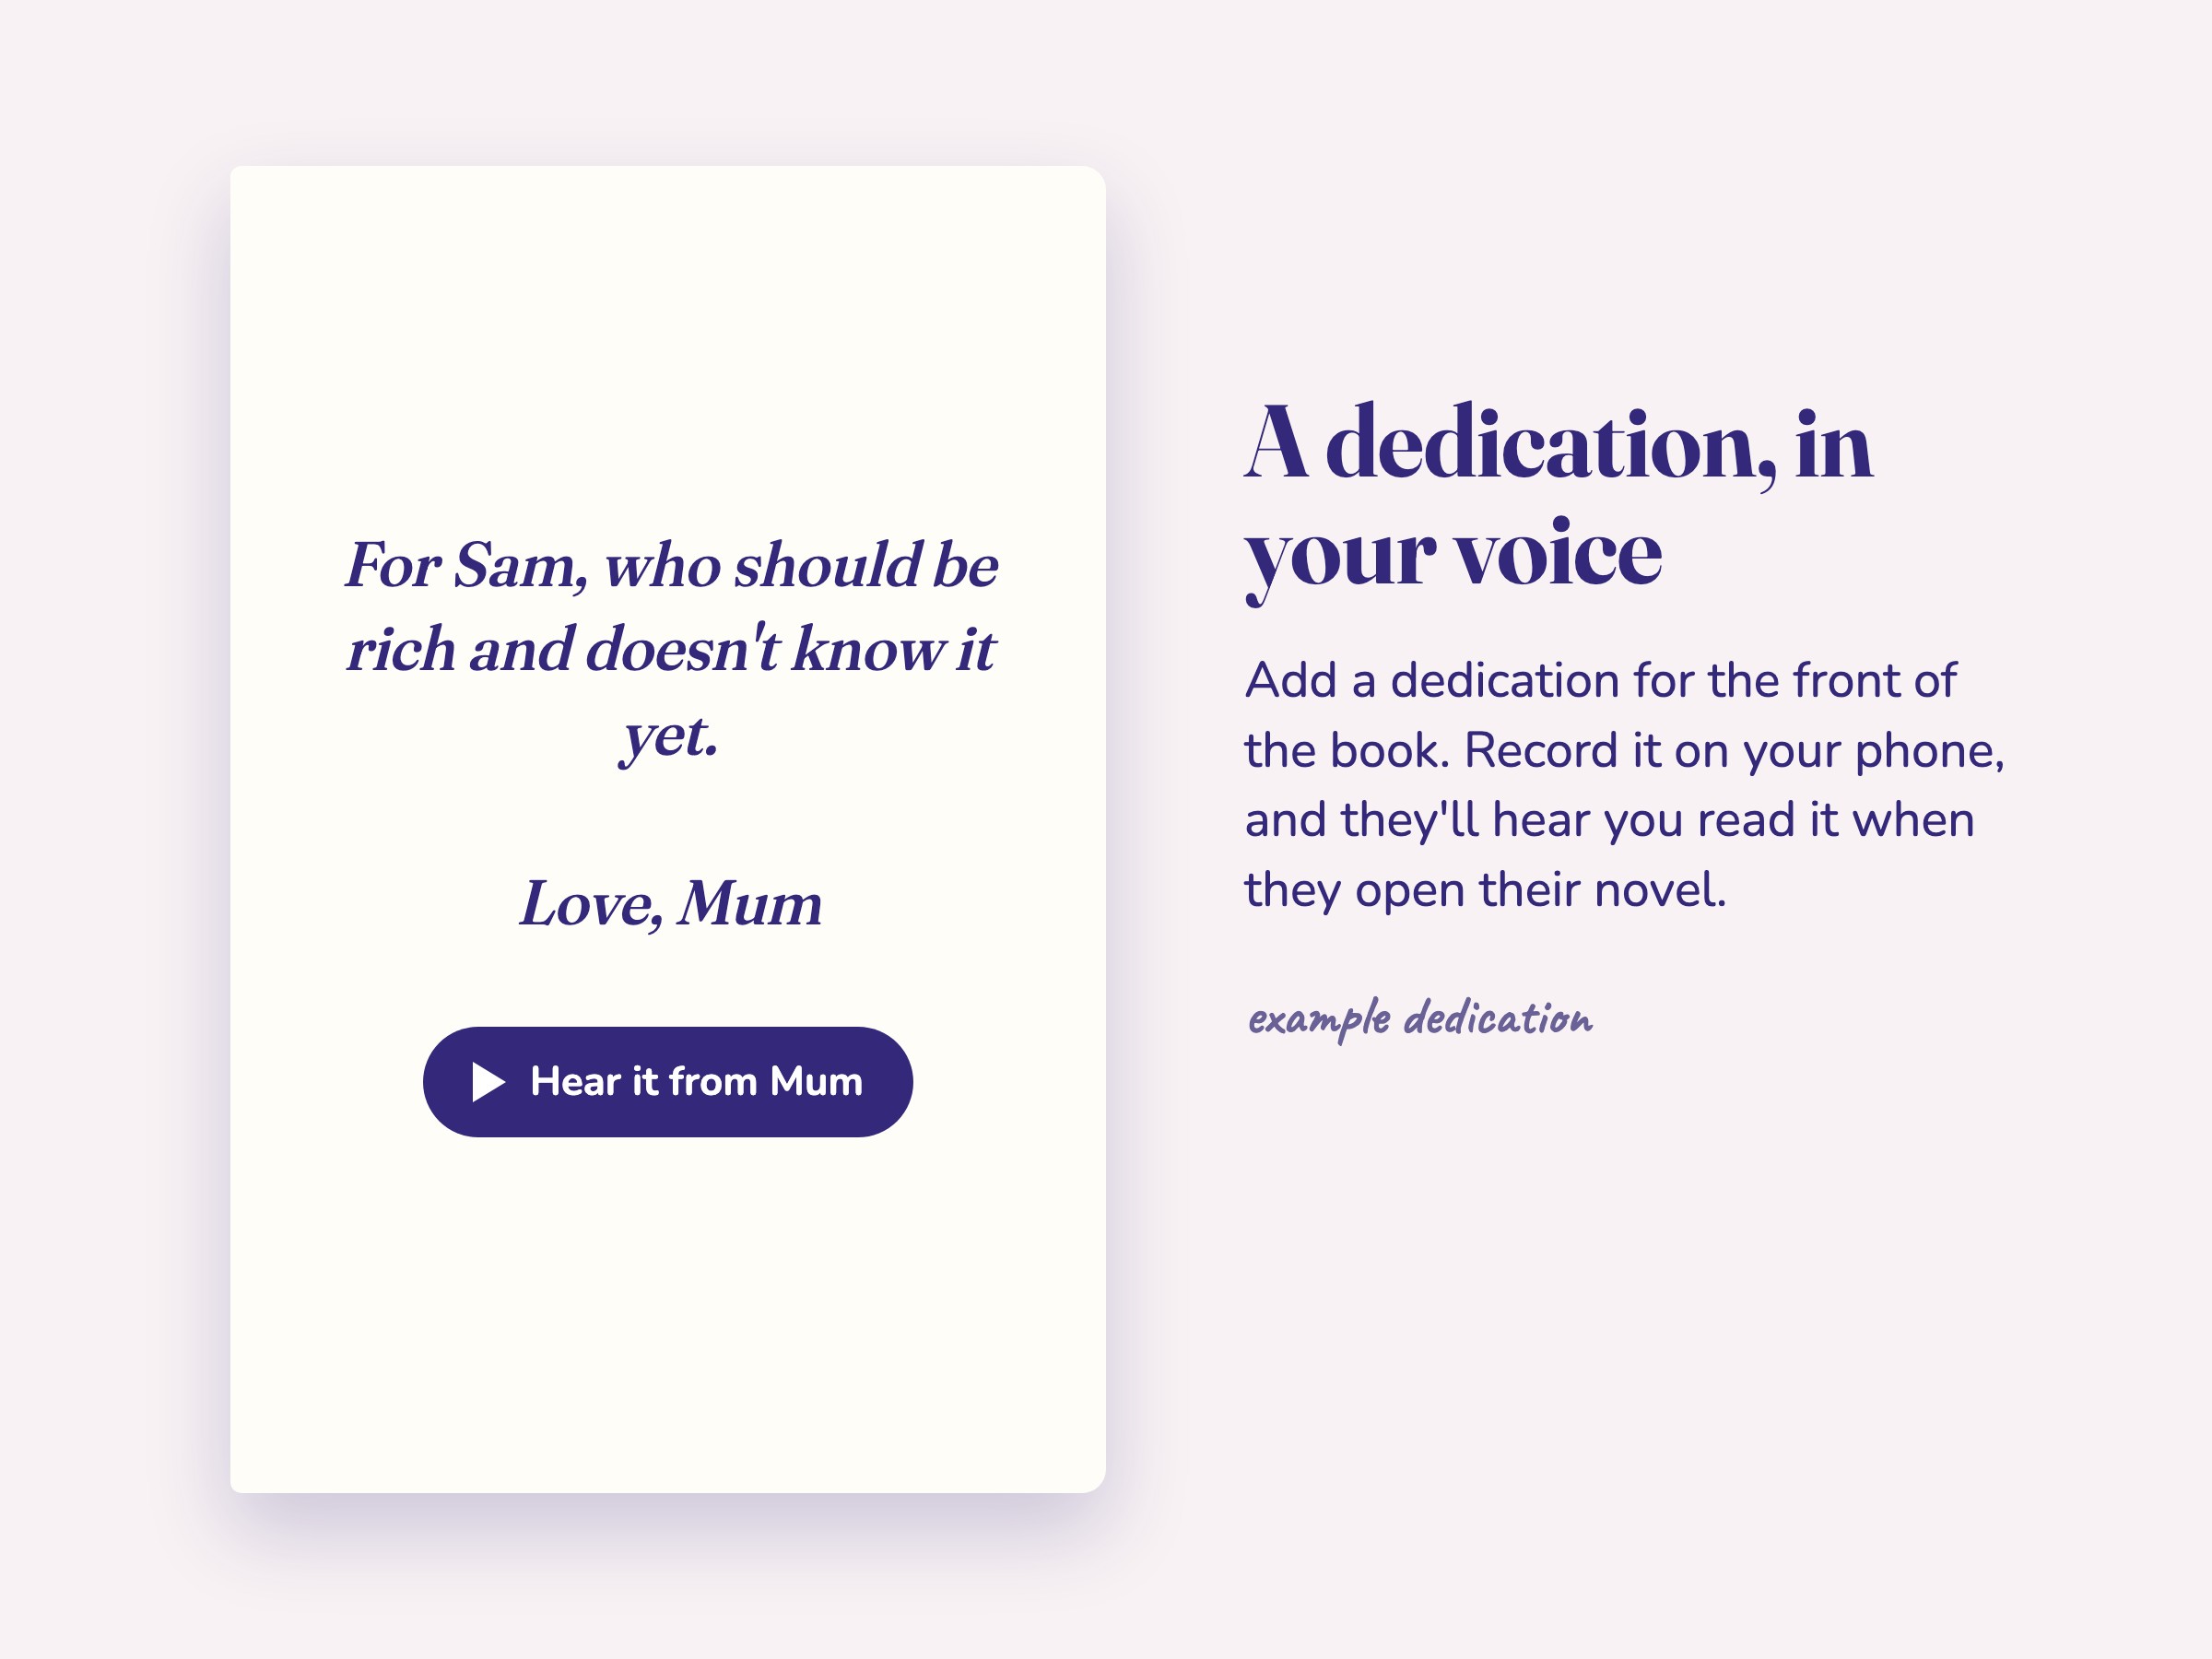 For Sam, who should be
rich and doesn't know it
yet.
Love, Mum
Hear it from Mum
A dedication, in
your voice
Add a dedication for the front of
the book. Record it on your phone,
and they'll hear you read it when
they open their novel.
example dedication